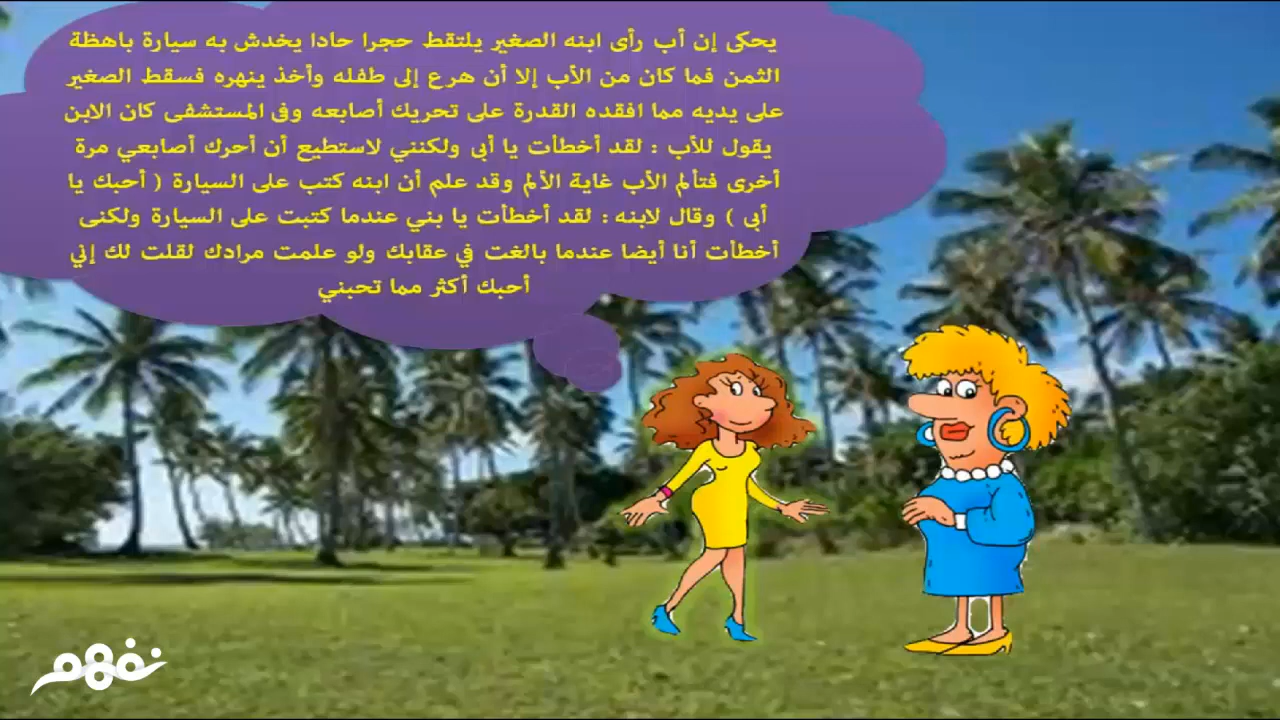 يحكى إن أب رأى ابنه الصغير يلتقط حجرا حادا يخدش به سيارة باهظة
الثمن فما كان من الأب إلا أن هرع إلى طفله وأخذ ينهره فسقط الصغير
على يديه مما افقده القدرة على تحريك أصابعه وفى المستشفى كان الابن
يقول للأب : لقد أخطأت يا أبى ولكنني لاستطيع أن أحرك أصابعي مرة
أخرى فتألم الأب غاية الألم وقد علم أن ابنه كتب على السيارة ( أحبك يا
أبى ) وقال لابنه : لقد أخطأت يا بني عندما كتبت على السيارة ولكنى
أخطأت أنا أيضا عندما بالغت في عقابك ولو علمت مرادك لقلت لك إني
أحبك أكثر مما تحبني
نفهم